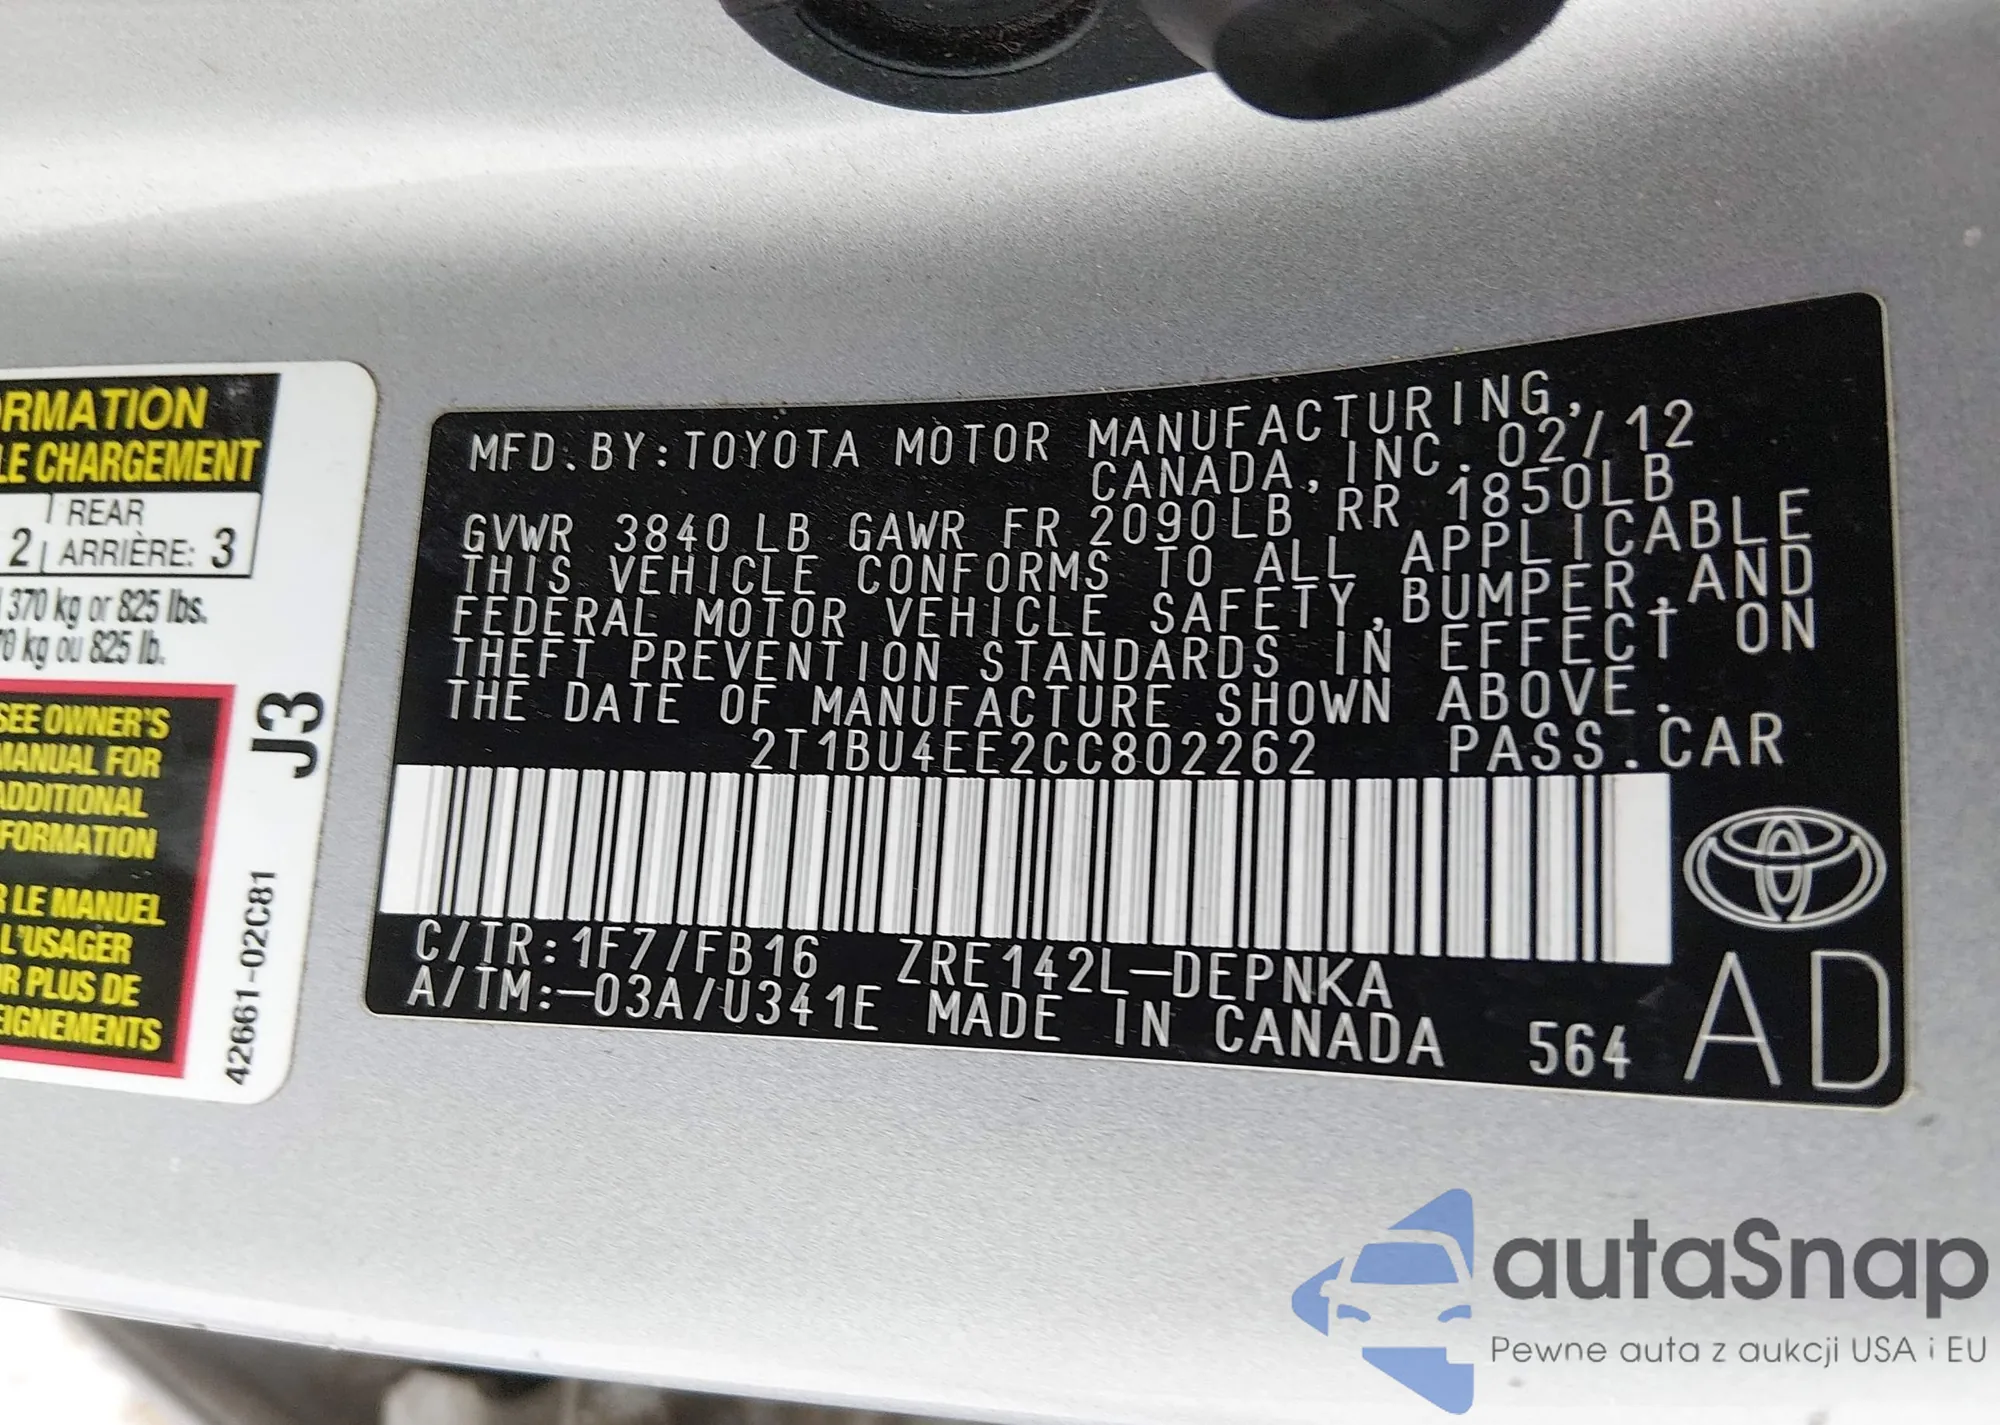 ORMATION
LE CHARGEMENT
REAR
2 ARRIÈRE: 3
370 kg or 825 lbs.
70 kg ou 825 lb.
SEE OWNER'S
MANUAL FOR
ADDITIONAL
FORMATION
R LE MANUEL
L'USAGER
UR PLUS DE
EIGNEMENTS
J3
42661-02C81
MFD.BY:TOYOTA MOTOR MANUFACTURING,
CANADA, INC. 02/12
GVWR 3840 LB GAWR FR 2090LB RR 1850LB
THIS VEHICLE CONFORMS TO ALL APPLICABLE
FEDERAL MOTOR VEHICLE SAFETY, BUMPER, AND
THEFT PREVENTION STANDARDS IN EFFECT ON
THE DATE OF MANUFACTURE SHOWN ABOVE.
2T1BU4EE2CC802262 PASS.CAR
C/TR:1F7/FB16 ZRE142L-DEPNKA
A/TM:-03A/U341E MADE IN CANADA 564
AD
autaSnap
Pewne auta z aukcji USA i EU